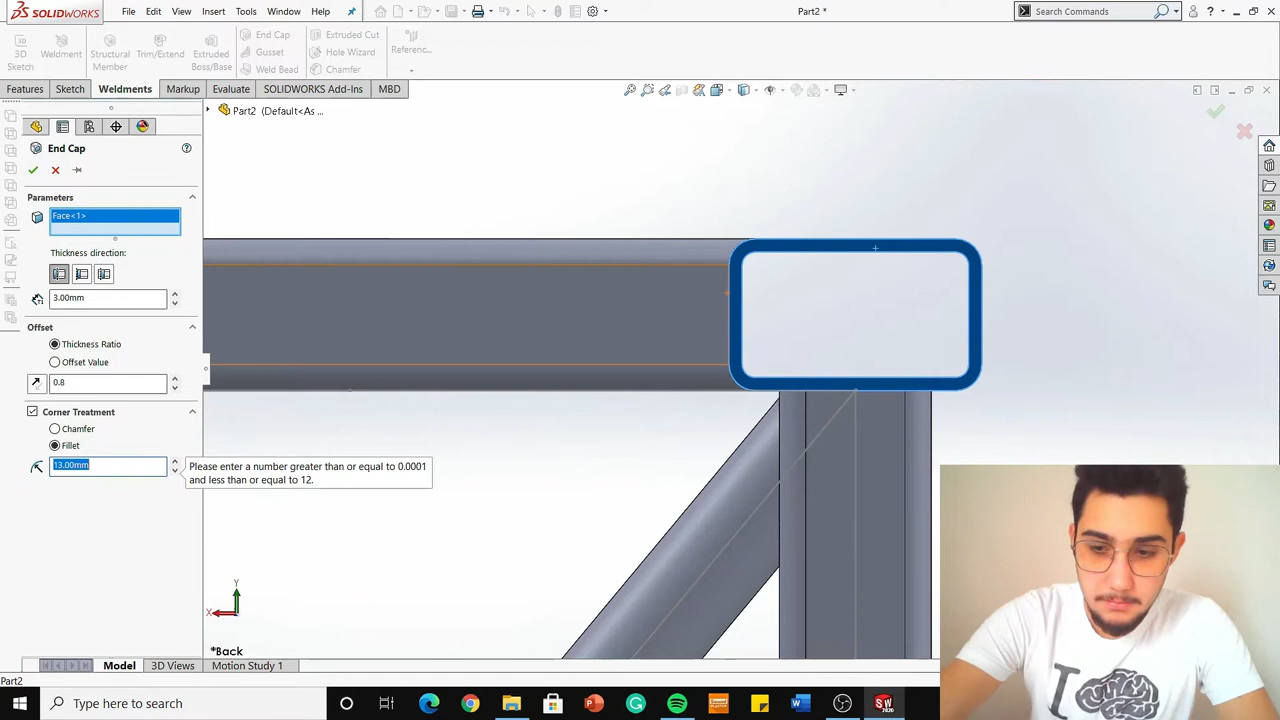 SOLIDWORKS File Edit View Insert Tools Window Help Part2 * Search Commands
3D Sketch
Weldment
Structural Member
Trim/Extend
Extruded Boss/Base
End Cap
Gusset
Weld Bead
Extruded Cut
Hole Wizard
Chamfer
Referenc...
Features Sketch Weldments Markup Evaluate SOLIDWORKS Add-Ins MBD
Part2 (Default<As ...
End Cap
Parameters
Face<1>
Thickness direction:
3.00mm
Offset
Thickness Ratio
Offset Value
0.8
Corner Treatment
Chamfer
Fillet
13.00mm
Please enter a number greater than or equal to 0.0001
and less than or equal to 12.
Y
X
*Back
Model 3D Views Motion Study 1
Part2
Type here to search
I